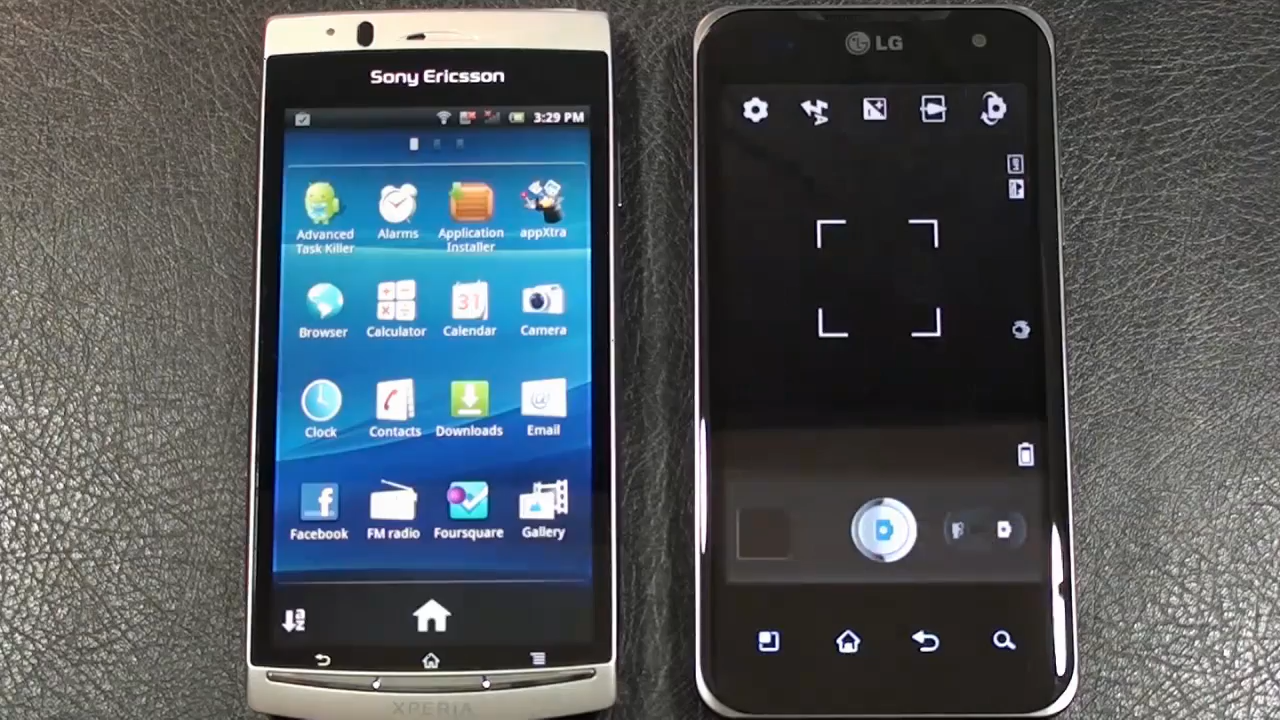 LG
Sony Ericsson
3:29 PM
Advanced
Task Killer
Alarms
Application
Installer
appXtra
Browser
Calculator
31
Calendar
Camera
Clock
Contacts
Downloads
@
Email
f
Facebook
FM radio
Foursquare
Gallery
XPERIA